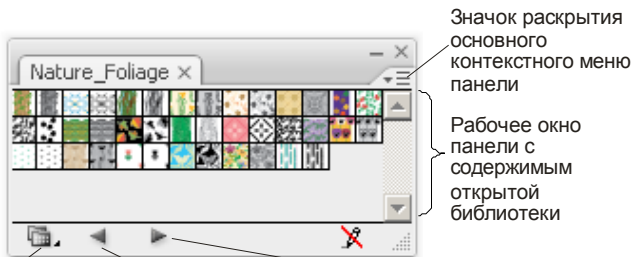 Значок раскрытия
основного
контекстного меню
панели
Nature_Foliage
Рабочее окно
панели с
содержимым
открытой
библиотеки